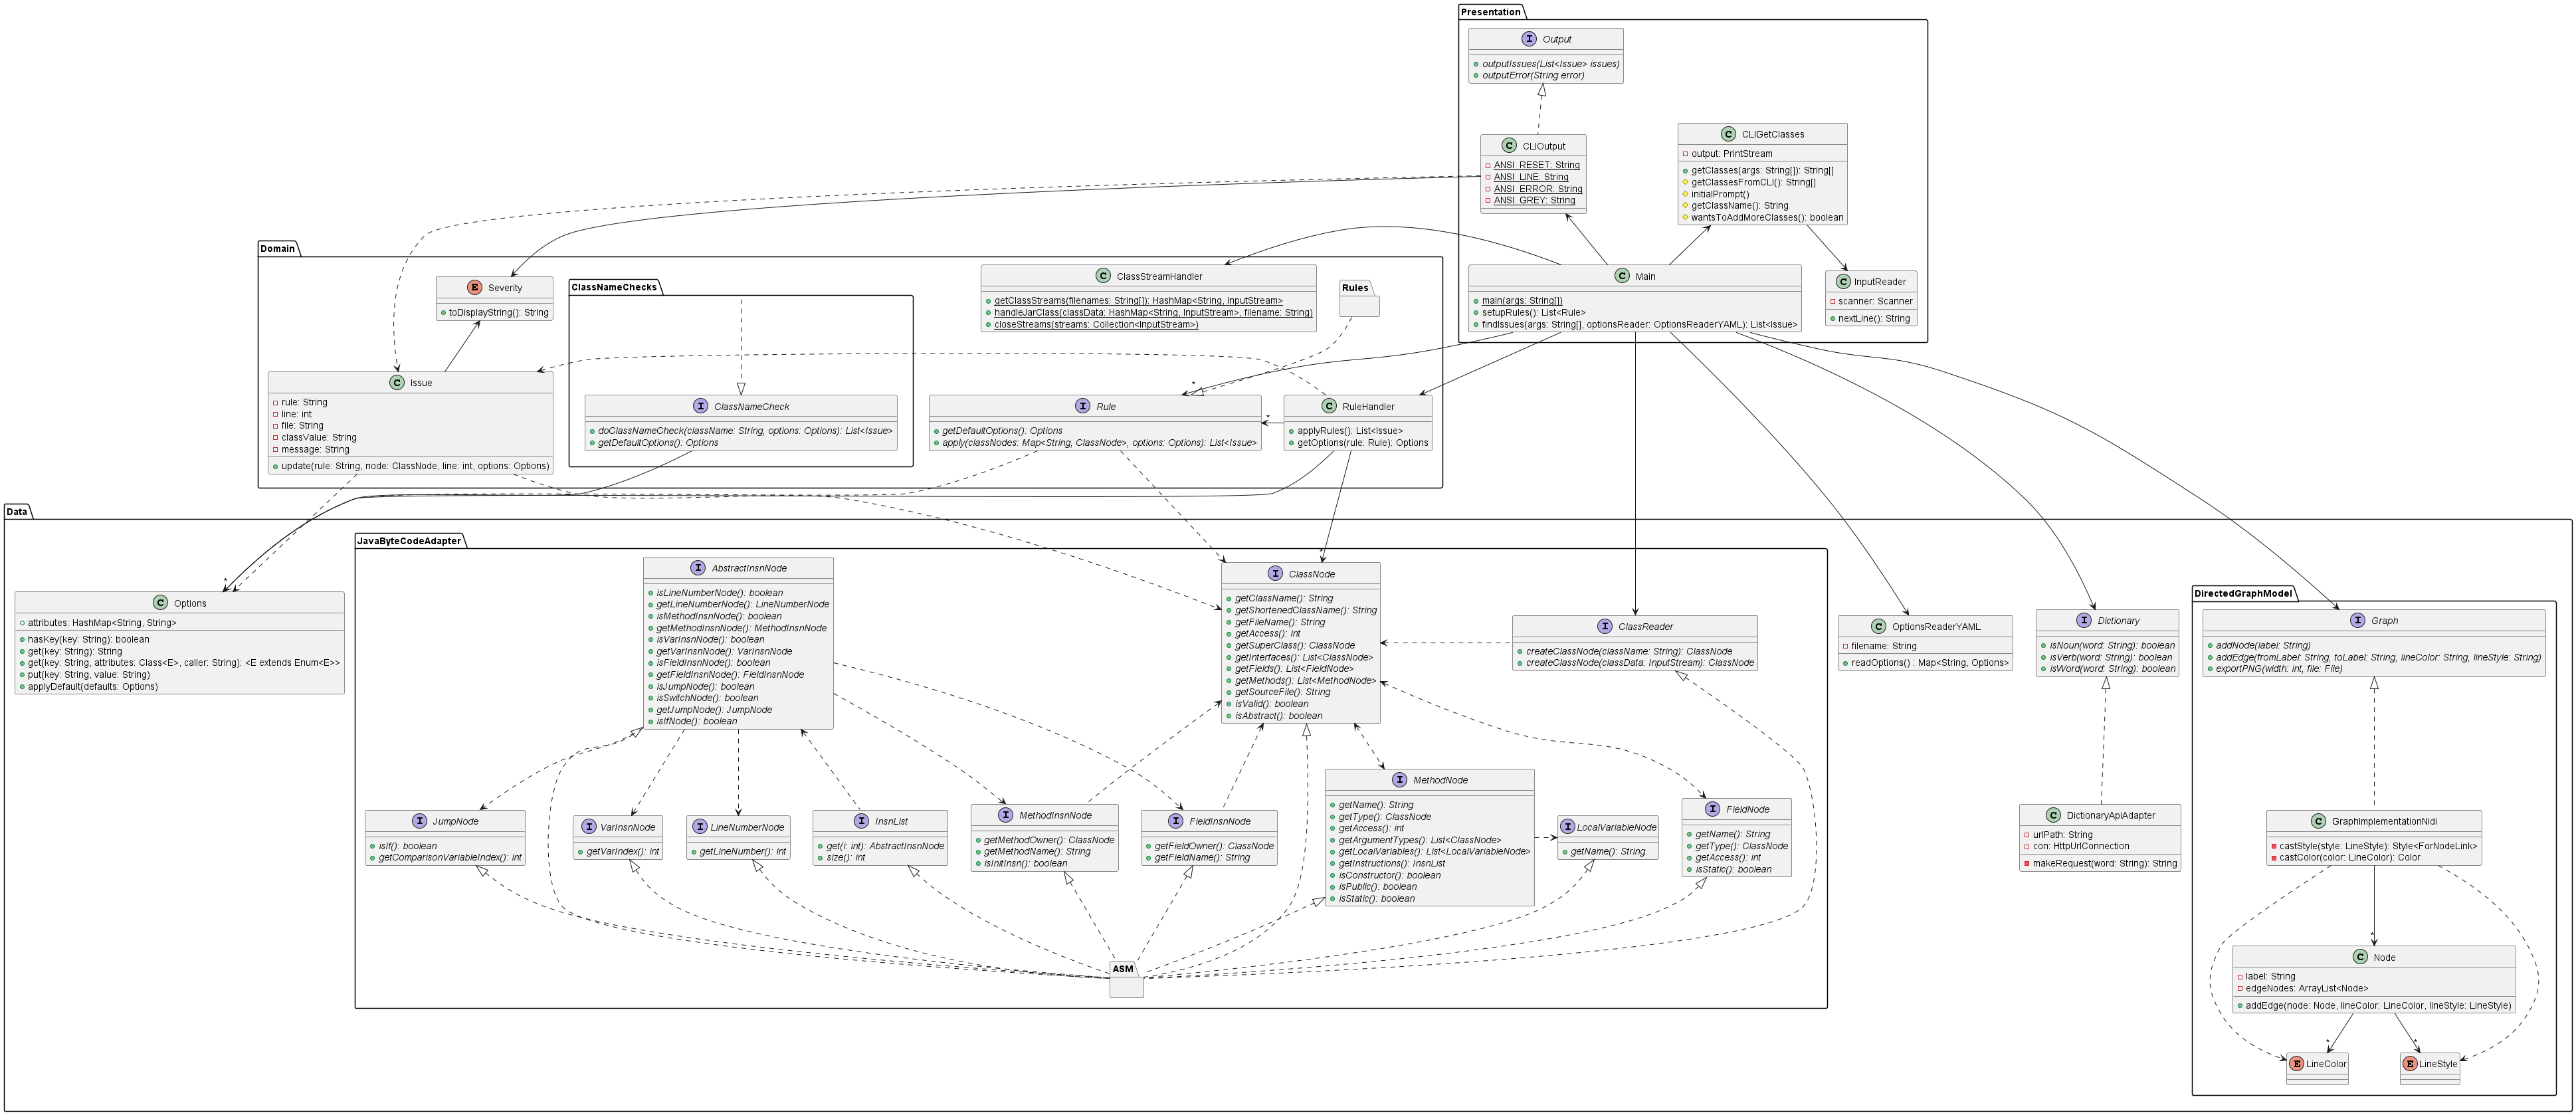 Presentation
I Output
outputIssues(List<Issue> issues)
outputError(String error)
C CLIOutput
ANSI_RESET: String
ANSI_LINE: String
ANSI_ERROR: String
ANSI_GREY: String
C CLIGetClasses
output: PrintStream
getClasses(args: String[]): String[]
getClassesFromCLI(): String[]
initialPrompt()
getClassName(): String
wantsToAddMoreClasses(): boolean
C Main
main(args: String[])
setupRules(): List<Rule>
findIssues(args: String[], optionsReader: OptionsReaderYAML): List<Issue>
C InputReader
scanner: Scanner
nextLine(): String
Domain
E Severity
toDisplayString(): String
ClassNameChecks
C ClassStreamHandler
getClassStreams(filenames: String[]): HashMap<String, InputStream>
handleJarClass(classData: HashMap<String, InputStream>, filename: String)
closeStreams(streams: Collection<InputStream>)
Rules
C Issue
rule: String
line: int
file: String
classValue: String
message: String
update(rule: String, node: ClassNode, line: int, options: Options)
I ClassNameCheck
doClassNameCheck(className: String, options: Options): List<Issue>
getDefaultOptions(): Options
*
I Rule
getDefaultOptions(): Options
apply(classNodes: Map<String, ClassNode>, options: Options): List<Issue>
*
C RuleHandler
applyRules(): List<Issue>
getOptions(rule: Rule): Options
Data
*
C Options
attributes: HashMap<String, String>
hasKey(key: String): boolean
get(key: String): String
get(key: String, attributes: Class<E>, caller: String): <E extends Enum<E>>
put(key: String, value: String)
applyDefault(defaults: Options)
JavaByteCodeAdapter
I AbstractInsnNode
isLineNumberNode(): boolean
getLineNumberNode(): LineNumberNode
isMethodInsnNode(): boolean
getMethodInsnNode(): MethodInsnNode
isVarInsnNode(): boolean
getVarInsnNode(): VarInsnNode
isFieldInsnNode(): boolean
getFieldInsnNode(): FieldInsnNode
isJumpNode(): boolean
isSwitchNode(): boolean
getJumpNode(): JumpNode
isIfNode(): boolean
*
I ClassNode
getClassName(): String
getShortenedClassName(): String
getFileName(): String
getAccess(): int
getSuperClass(): ClassNode
getInterfaces(): List<ClassNode>
getFields(): List<FieldNode>
getMethods(): List<MethodNode>
getSourceFile(): String
isValid(): boolean
isAbstract(): boolean
I ClassReader
createClassNode(className: String): ClassNode
createClassNode(classData: InputStream): ClassNode
I JumpNode
isIf(): boolean
getComparisonVariableIndex(): int
I VarInsnNode
getVarIndex(): int
I LineNumberNode
getLineNumber(): int
I InsnList
get(i: int): AbstractInsnNode
size(): int
I MethodInsnNode
getMethodOwner(): ClassNode
getMethodName(): String
isInitInsn(): boolean
I FieldInsnNode
getFieldOwner(): ClassNode
getFieldName(): String
I MethodNode
getName(): String
getType(): ClassNode
getAccess(): int
getArgumentTypes(): List<ClassNode>
getLocalVariables(): List<LocalVariableNode>
getInstructions(): InsnList
isConstructor(): boolean
isPublic(): boolean
isStatic(): boolean
I LocalVariableNode
getName(): String
I FieldNode
getName(): String
getType(): ClassNode
getAccess(): int
isStatic(): boolean
ASM
C OptionsReaderYAML
filename: String
readOptions() : Map<String, Options>
I Dictionary
isNoun(word: String): boolean
isVerb(word: String): boolean
isWord(word: String): boolean
C DictionaryApiAdapter
urlPath: String
con: HttpUrlConnection
makeRequest(word: String): String
DirectedGraphModel
I Graph
addNode(label: String)
addEdge(fromLabel: String, toLabel: String, lineColor: String, lineStyle: String)
exportPNG(width: int, file: File)
C GraphImplementationNidi
castStyle(style: LineStyle): Style<ForNodeLink>
castColor(color: LineColor): Color
*
C Node
label: String
edgeNodes: ArrayList<Node>
addEdge(node: Node, lineColor: LineColor, lineStyle: LineStyle)
*
*
E LineColor
E LineStyle